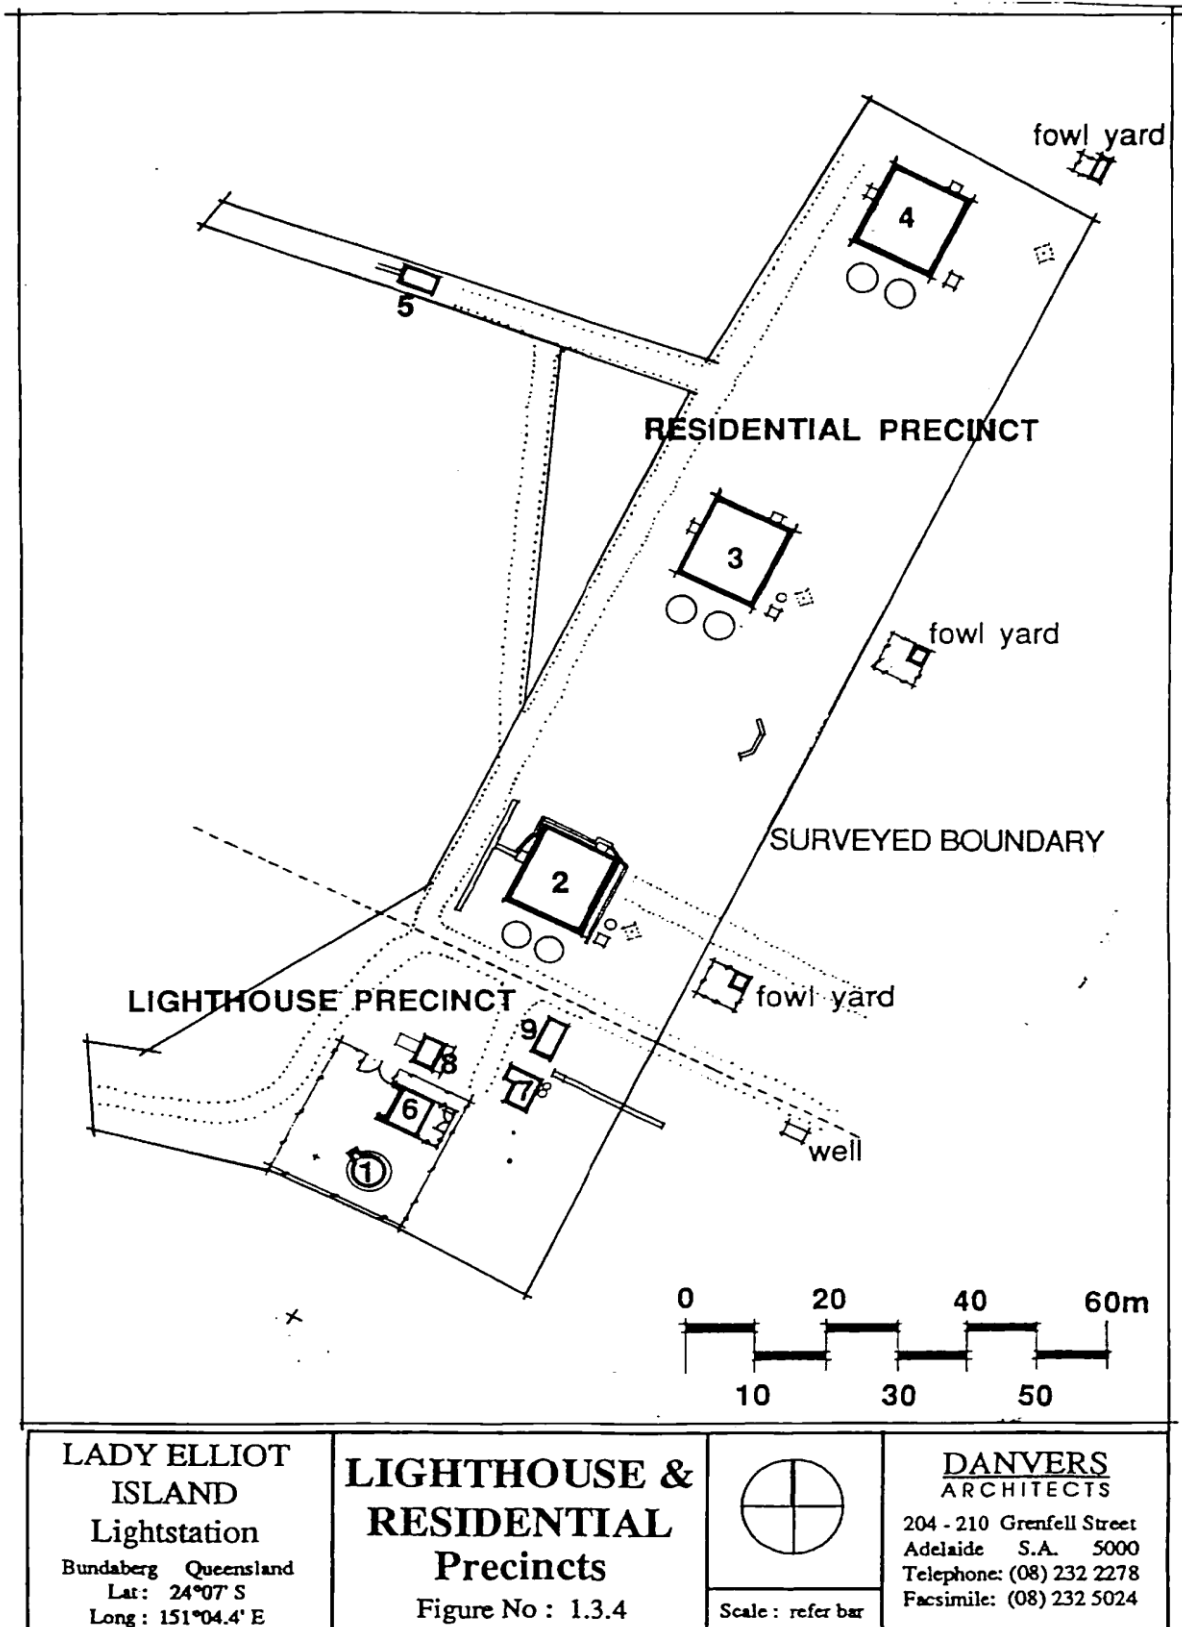 fowl yard
4
5
RESIDENTIAL PRECINCT
3
fowl yard
SURVEYED BOUNDARY
2
fowl yard
LIGHTHOUSE PRECINCT
9
8
7
6
well
1
0 20 40 60m
10 30 50
LADY ELLIOT
ISLAND
Lightstation
Bundaberg Queensland
Lat: 24°07' S
Long: 151°04.4' E
LIGHTHOUSE &
RESIDENTIAL
Precincts
Figure No : 1.3.4
Scale : refer bar
DANVERS
ARCHITECTS
204 - 210 Grenfell Street
Adelaide S.A. 5000
Telephone: (08) 232 2278
Facsimile: (08) 232 5024